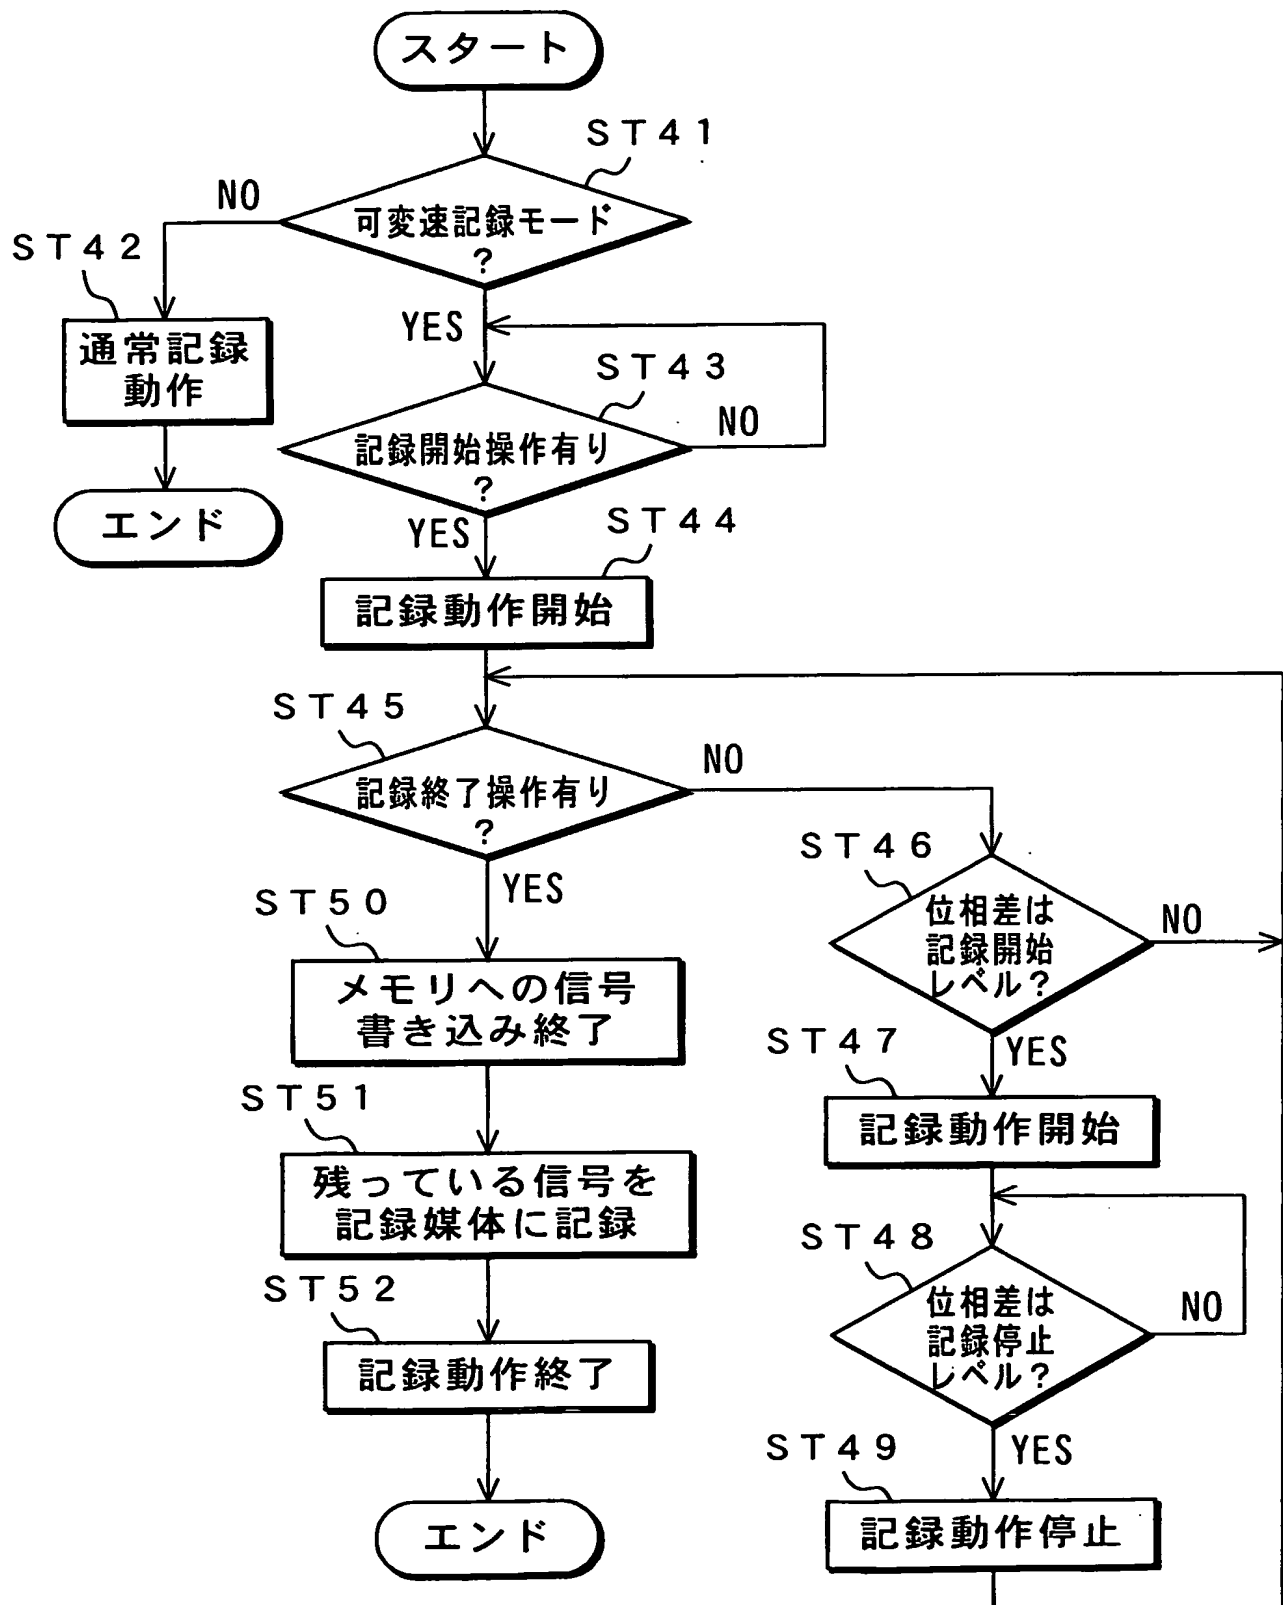 スタート
ST41
NO
可変速記録モード
?
ST42
YES
通常記録
動作
ST43
NO
記録開始操作有り
?
エンド
YES
ST44
記録動作開始
ST45
NO
記録終了操作有り
?
ST46
YES
位相差は
記録開始
レベル?
NO
ST50
メモリへの信号
書き込み終了
ST47
YES
記録動作開始
ST51
残っている信号を
記録媒体に記録
ST48
位相差は
記録停止
レベル?
NO
ST52
記録動作終了
ST49
YES
記録動作停止
エンド